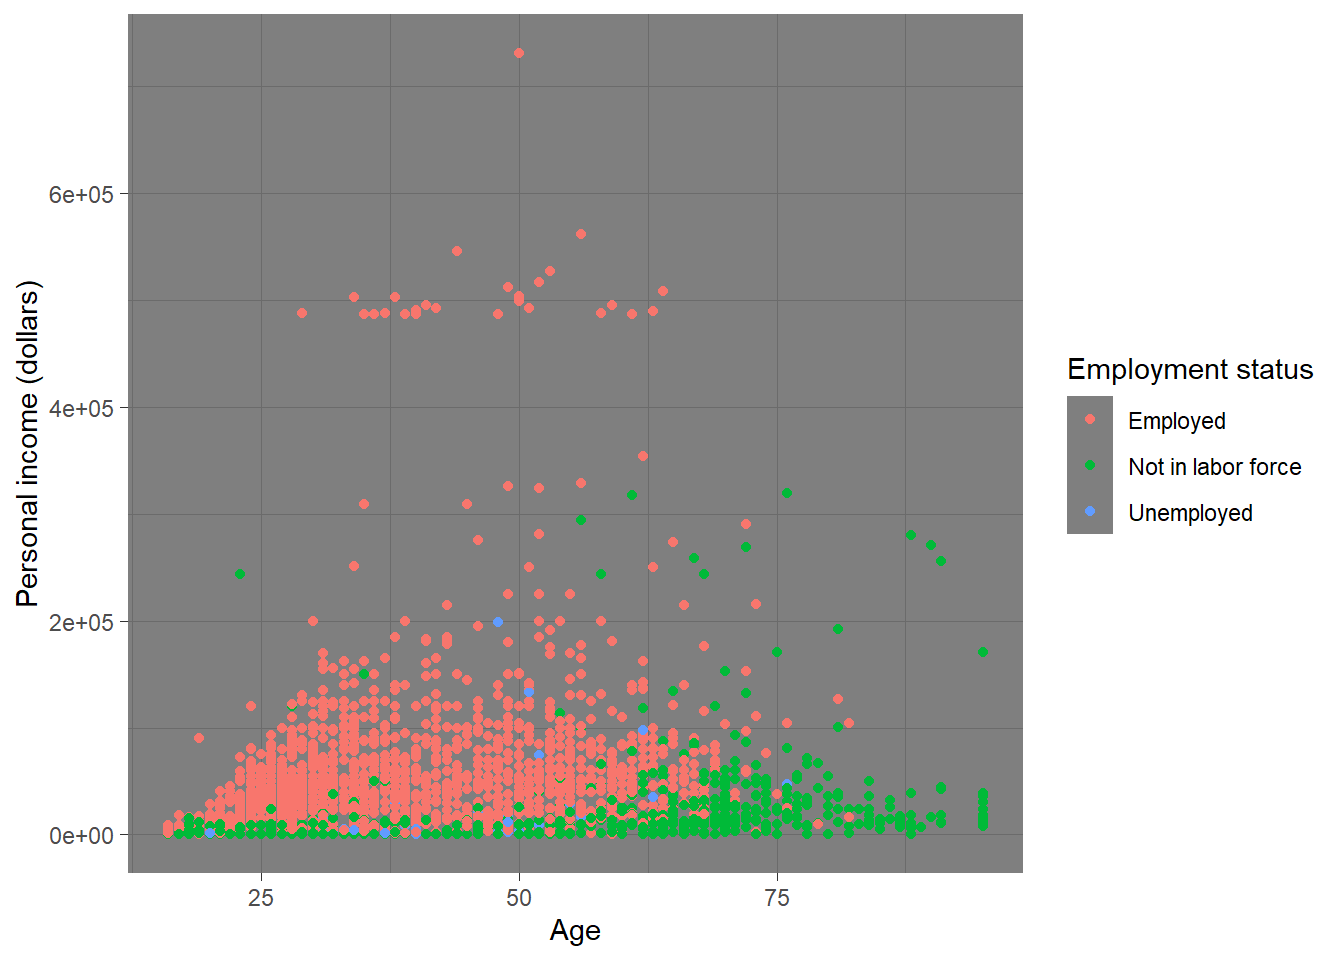 6e+05
4e+05
2e+05
0e+00
25 50 75
Age
Personal income (dollars)
Employment status
Employed
Not in labor force
Unemployed